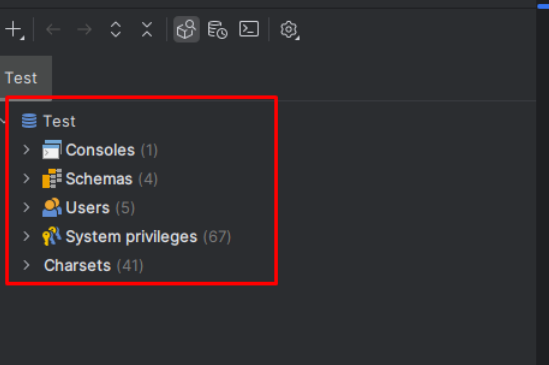 Test
Test
Consoles (1)
Schemas (4)
Users (5)
System privileges (67)
Charsets (41)